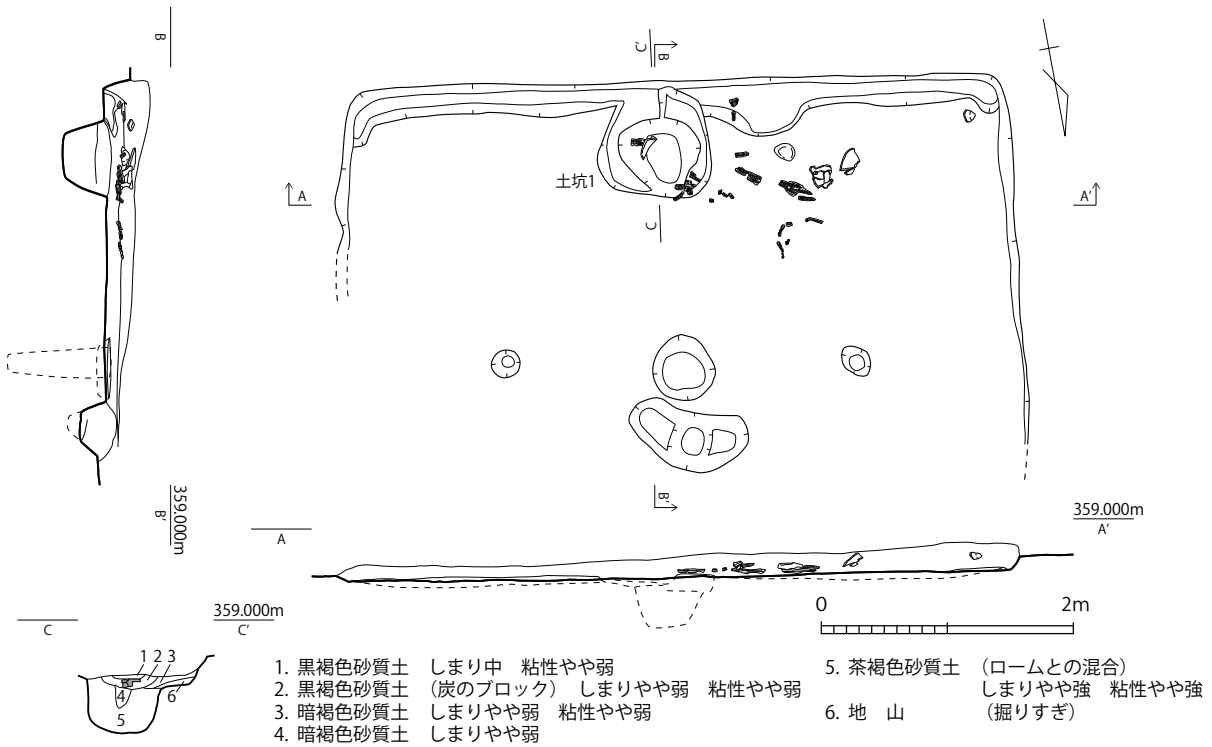 B
C'
B
土坑1
A
A'
C
B'
B'
359.000m
A
359.000m
A'
C
359.000m
C'
0 2m
1 2 3
4
5
6
1. 黒褐色砂質土 しまり中 粘性やや弱
2. 黒褐色砂質土 (炭のブロック) しまりやや弱 粘性やや弱
3. 暗褐色砂質土 しまりやや弱 粘性やや弱
4. 暗褐色砂質土 しまりやや弱
5. 茶褐色砂質土 (ロームとの混合)
しまりやや強 粘性やや強
6. 地 山 (掘りすぎ)